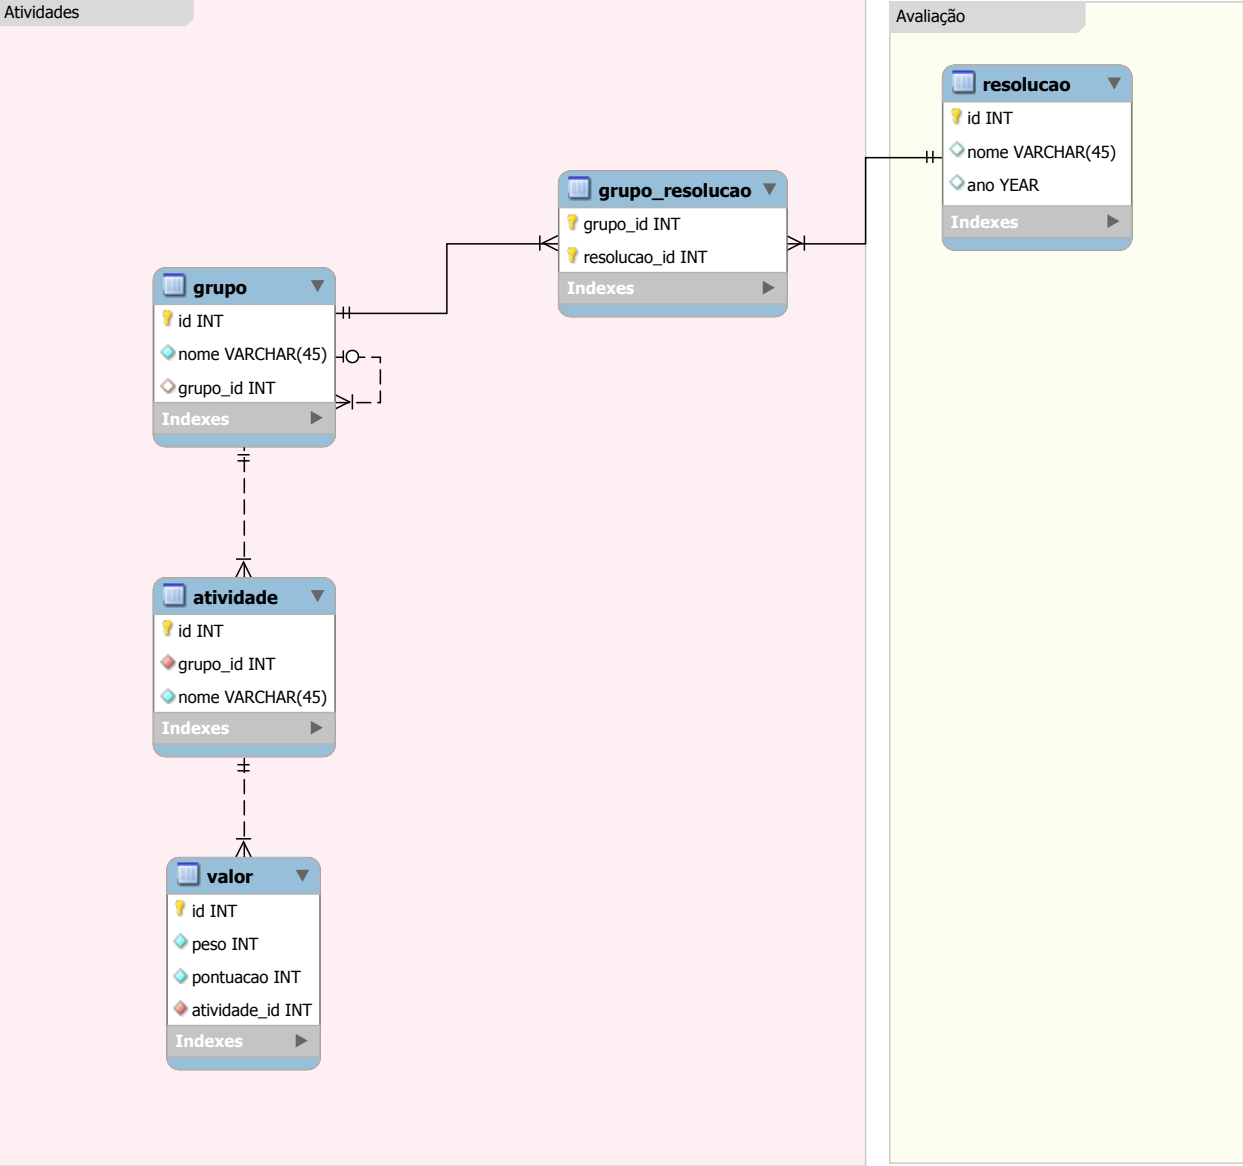 Atividades
Avaliação
resolucao
id INT
nome VARCHAR(45)
ano YEAR
Indexes
grupo_resolucao
grupo_id INT
resolucao_id INT
Indexes
grupo
id INT
nome VARCHAR(45)
grupo_id INT
Indexes
atividade
id INT
grupo_id INT
nome VARCHAR(45)
Indexes
valor
id INT
peso INT
pontuacao INT
atividade_id INT
Indexes